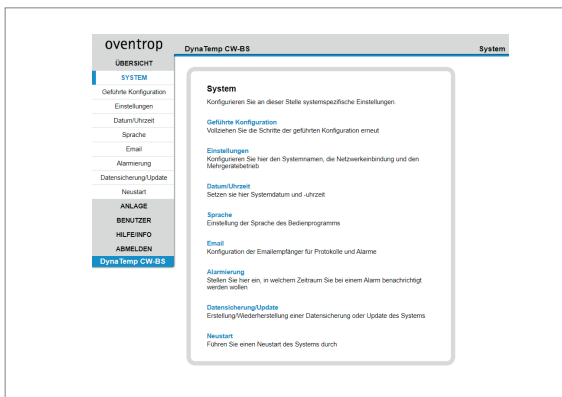 oventrop
DynaTemp CW-BS
System
ÜBERSICHT
SYSTEM
Geführte Konfiguration
Einstellungen
Datum/Uhrzeit
Sprache
Email
Alarmierung
Datensicherung/Update
Neustart
ANLAGE
BENUTZER
HILFE/INFO
ABMELDEN
DynaTemp CW-BS
System
Konfigurieren Sie an dieser Stelle systemspezifische Einstellungen.
Geführte Konfiguration
Vollziehen Sie die Schritte der geführten Konfiguration erneut
Einstellungen
Konfigurieren Sie hier den Systemnamen, die Netzwerkeinbindung und den
Mehrgeratebetrieb
Datum/Uhrzeit
Setzen sie hier Systemdatum und -uhrzeit
Sprache
Einstellung der Sprache des Bedienprogramms
Email
Konfiguration der Emailempfänger für Protokolle und Alarme
Alarmierung
Stellen Sie hier ein, in welchem Zeitraum Sie bei einem Alarm benachrichtigt
werden wollen
Datensicherung/Update
Erstellung/Wiederherstellung einer Datensicherung oder Update des Systems
Neustart
Führen Sie einen Neustart des Systems durch